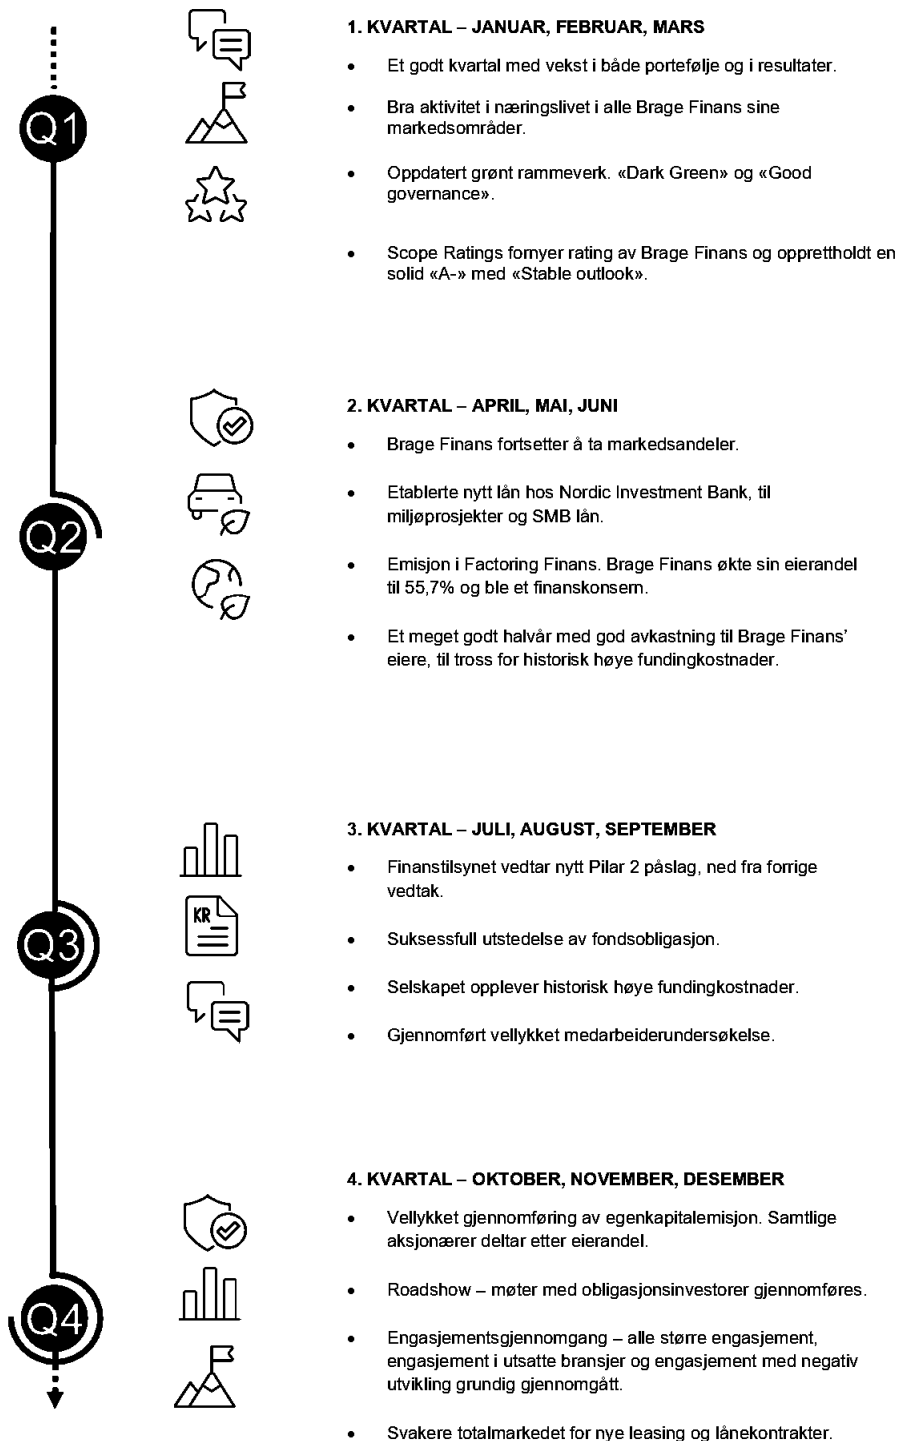 1. KVARTAL – JANUAR, FEBRUAR, MARS
• Et godt kvartal med vekst i både portefølje og i resultater.
• Bra aktivitet i næringslivet i alle Brage Finans sine
markedsområder.
Q1
• Oppdatert grønt rammeverk. «Dark Green» og «Good
governance».
• Scope Ratings fornyer rating av Brage Finans og opprettholdt en
solid «A-» med «Stable outlook».
2. KVARTAL – APRIL, MAI, JUNI
• Brage Finans fortsetter å ta markedsandeler.
• Etablerte nytt lån hos Nordic Investment Bank, til
miljøprosjekter og SMB lån.
Q2
• Emisjon i Factoring Finans. Brage Finans økte sin eierandel
til 55,7% og ble et finanskonsern.
• Et meget godt halvår med god avkastning til Brage Finans’
eiere, til tross for historisk høye fundingkostnader.
3. KVARTAL – JULI, AUGUST, SEPTEMBER
• Finanstilsynet vedtar nytt Pilar 2 påslag, ned fra forrige
vedtak.
KR
Q3
• Suksessfull utstedelse av fondsobligasjon.
• Selskapet opplever historisk høye fundingkostnader.
• Gjennomført vellykket medarbeiderundersøkelse.
4. KVARTAL – OKTOBER, NOVEMBER, DESEMBER
• Vellykket gjennomføring av egenkapitalemisjon. Samtlige
aksjonærer deltar etter eierandel.
• Roadshow – møter med obligasjonsinvestorer gjennomføres.
Q4
• Engasjementsgjennomgang – alle større engasjement,
engasjement i utsatte bransjer og engasjement med negativ
utvikling grundig gjennomgått.
• Svakere totalmarkedet for nye leasing og lånekontrakter.